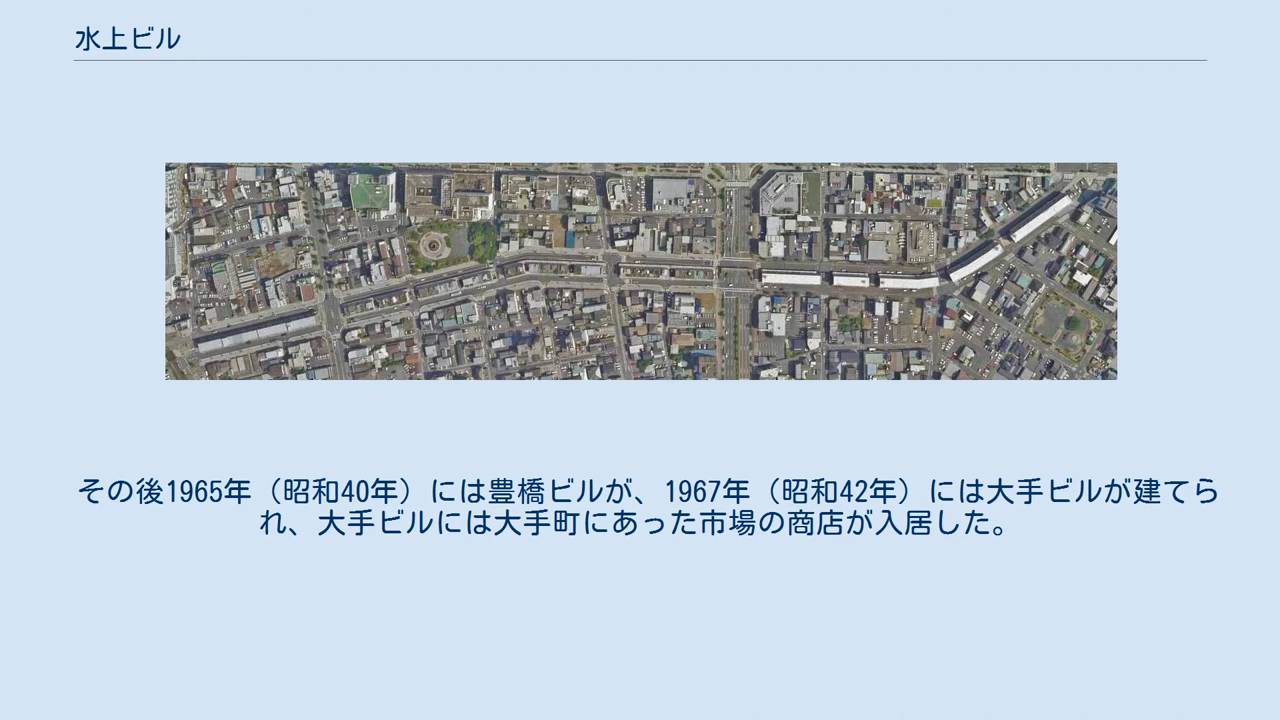 水上ビル
その後1965年（昭和40年）には豊橋ビルが、1967年（昭和42年）には大手ビルが建てら
れ、大手ビルには大手町にあった市場の商店が入居した。